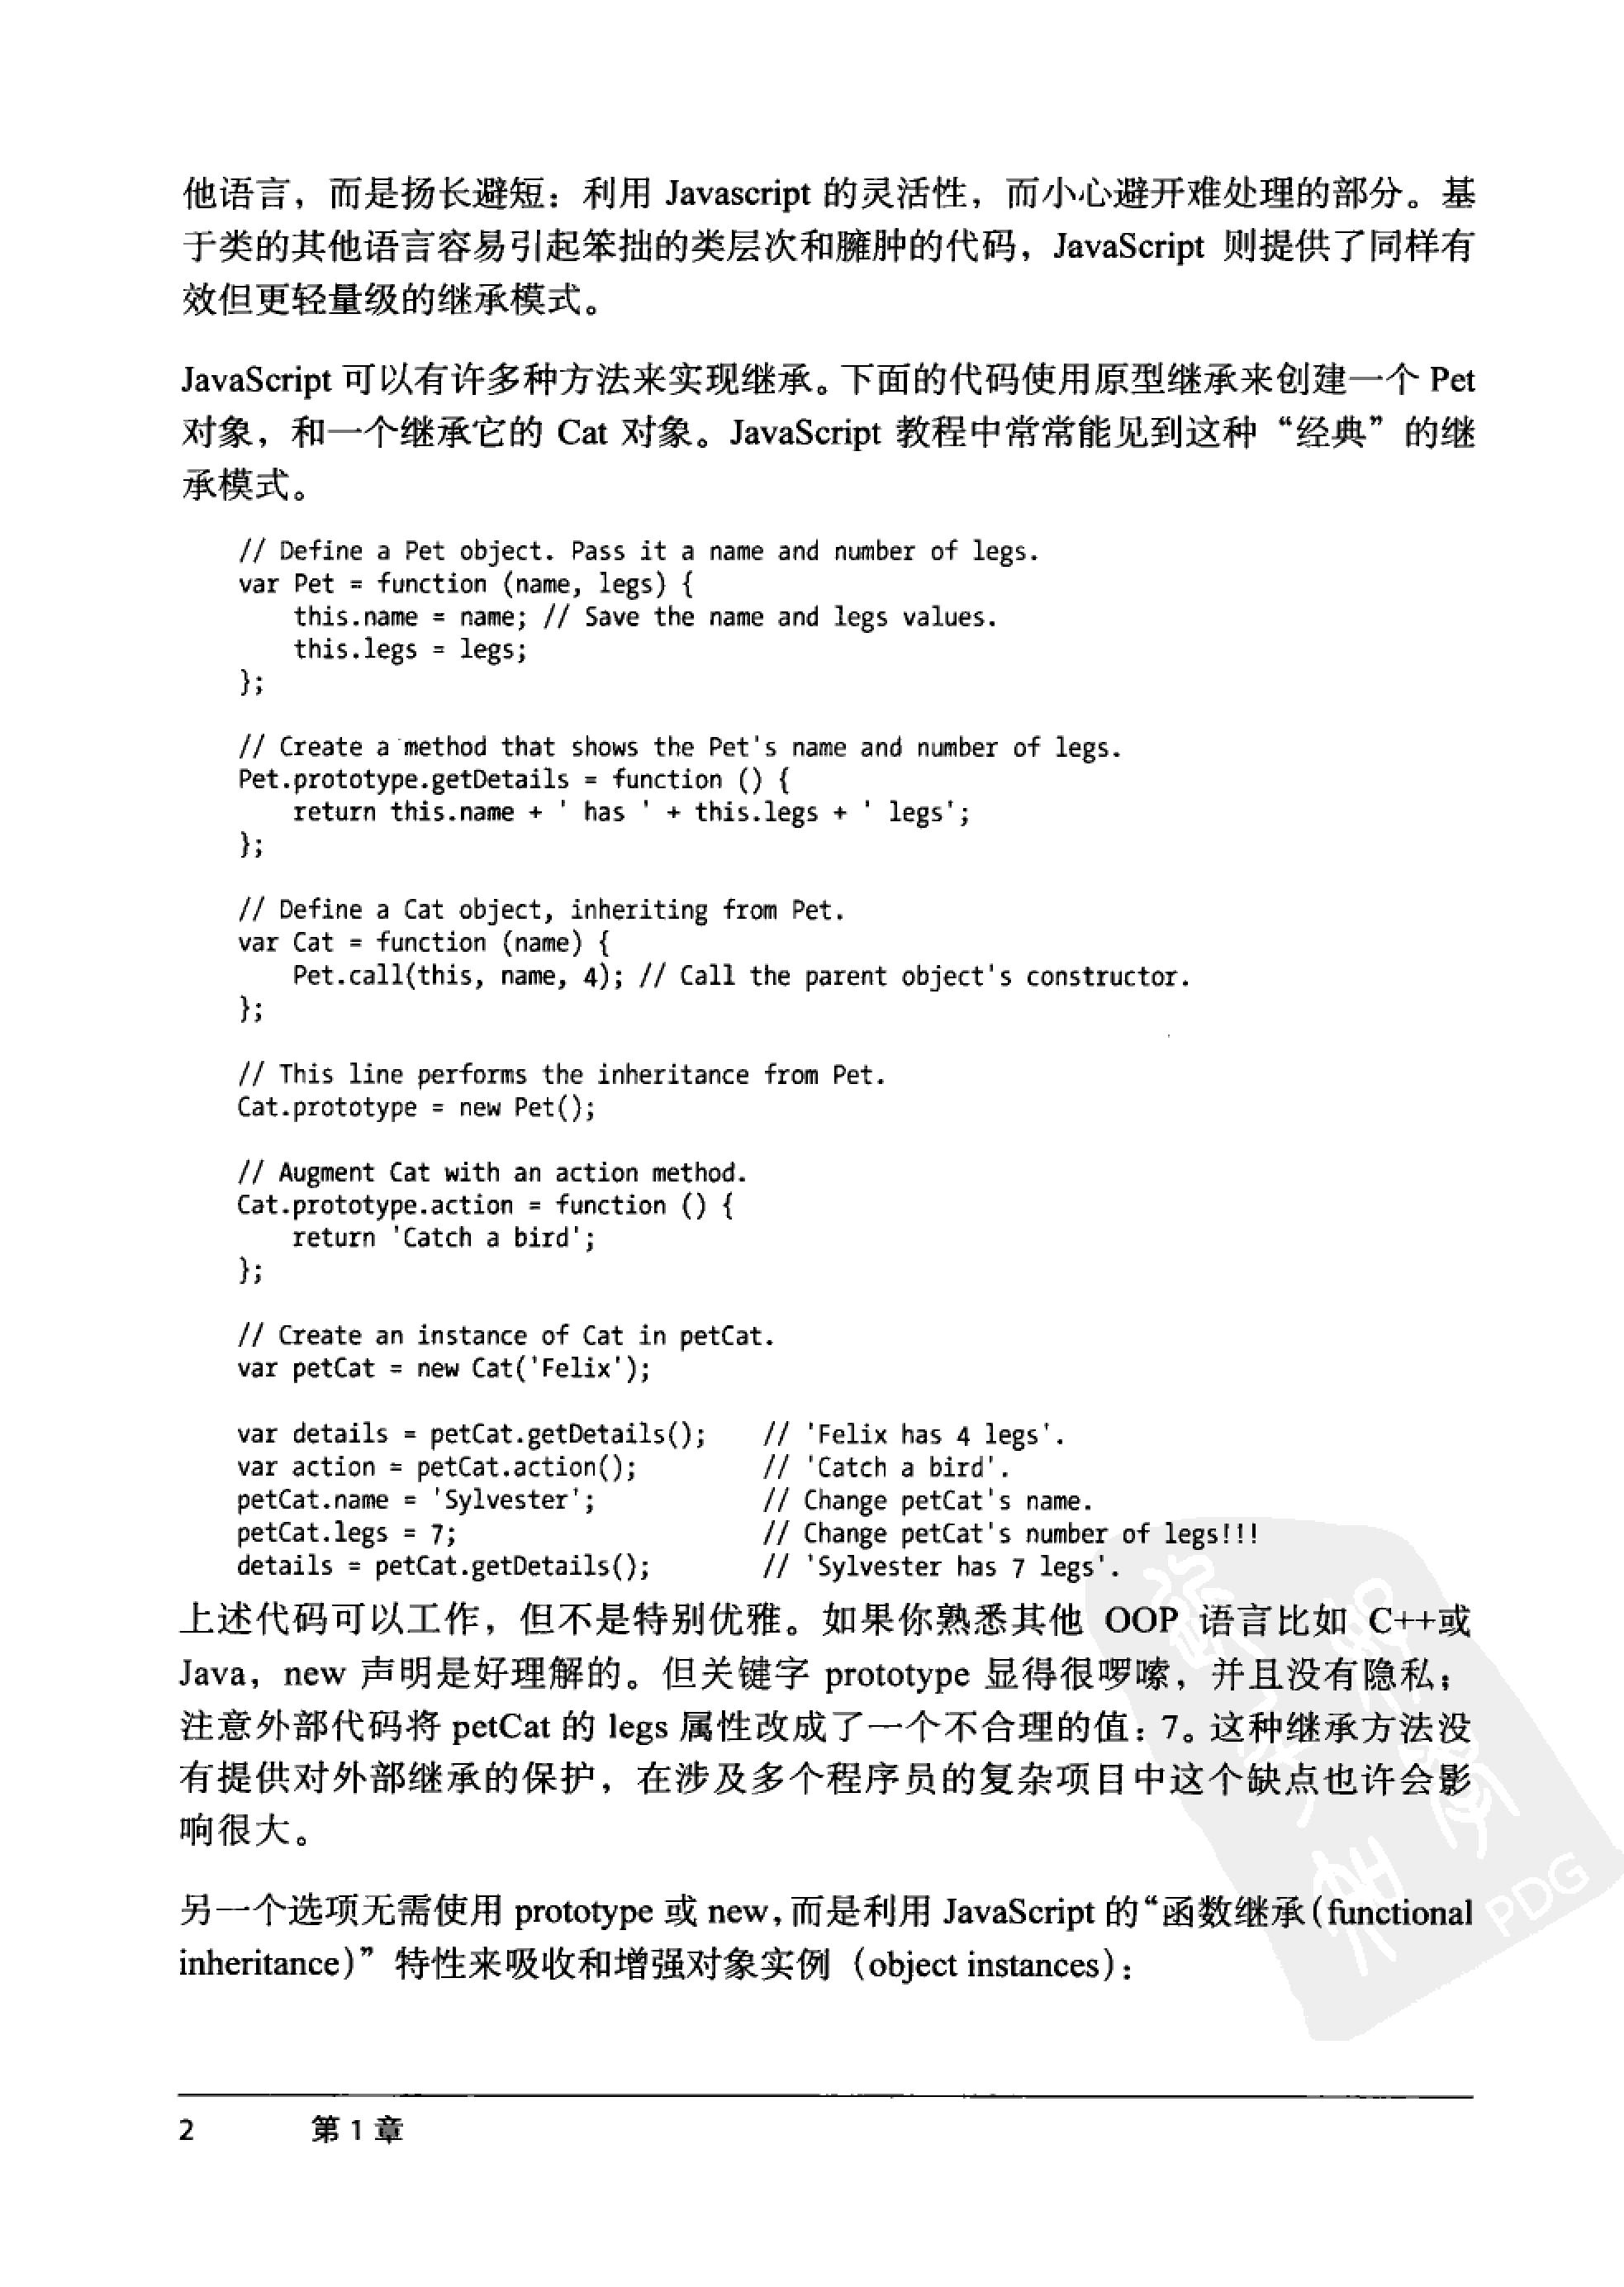 他语言，而是扬长避短：利用 Javascript 的灵活性，而小心避开难处理的部分。基
于类的其他语言容易引起笨拙的类层次和臃肿的代码，JavaScript 则提供了同样有
效但更轻量级的继承模式。
JavaScript 可以有许多种方法来实现继承。下面的代码使用原型继承来创建一个 Pet
对象，和一个继承它的 Cat 对象。JavaScript 教程中常常能见到这种“经典”的继
承模式。
// Define a Pet object. Pass it a name and number of legs.
var Pet = function (name, legs) {
    this.name = name; // Save the name and legs values.
    this.legs = legs;
};
// Create a method that shows the Pet's name and number of legs.
Pet.prototype.getDetails = function () {
    return this.name + ' has ' + this.legs + ' legs';
};
// Define a Cat object, inheriting from Pet.
var Cat = function (name) {
    Pet.call(this, name, 4); // Call the parent object's constructor.
};
// This line performs the inheritance from Pet.
Cat.prototype = new Pet();
// Augment Cat with an action method.
Cat.prototype.action = function () {
    return 'Catch a bird';
};
// Create an instance of Cat in petCat.
var petCat = new Cat('Felix');
var details = petCat.getDetails();    // 'Felix has 4 legs'.
var action = petCat.action();         // 'Catch a bird'.
petCat.name = 'Sylvester';            // Change petCat's name.
petCat.legs = 7;                      // Change petCat's number of legs!!!
details = petCat.getDetails();        // 'Sylvester has 7 legs'.
上述代码可以工作，但不是特别优雅。如果你熟悉其他 OOP 语言比如 C++或
Java，new 声明是好理解的。但关键字 prototype 显得很啰嗦，并且没有隐私；
注意外部代码将 petCat 的 legs 属性改成了一个不合理的值：7。这种继承方法没
有提供对外部继承的保护，在涉及多个程序员的复杂项目中这个缺点也许会影
响很大。
另一个选项无需使用 prototype 或 new，而是利用 JavaScript 的“函数继承（functional
inheritance）”特性来吸收和增强对象实例（object instances）：
PDG
2 第 1 章